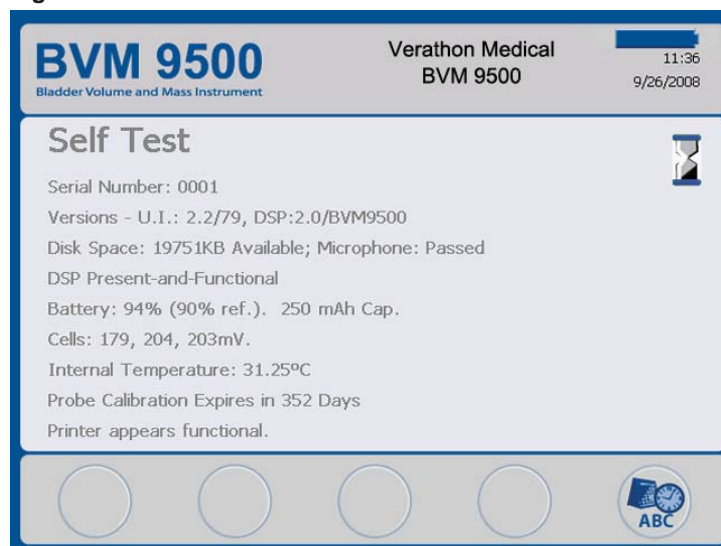 BVM 9500
Bladder Volume and Mass Instrument
Verathon Medical
BVM 9500
11:36
9/26/2008
Self Test
Serial Number: 0001
Versions - U.I.: 2.2/79, DSP:2.0/BVM9500
Disk Space: 19751KB Available; Microphone: Passed
DSP Present-and-Functional
Battery: 94% (90% ref.). 250 mAh Cap.
Cells: 179, 204, 203mV.
Internal Temperature: 31.25ºC
Probe Calibration Expires in 352 Days
Printer appears functional.
ABC